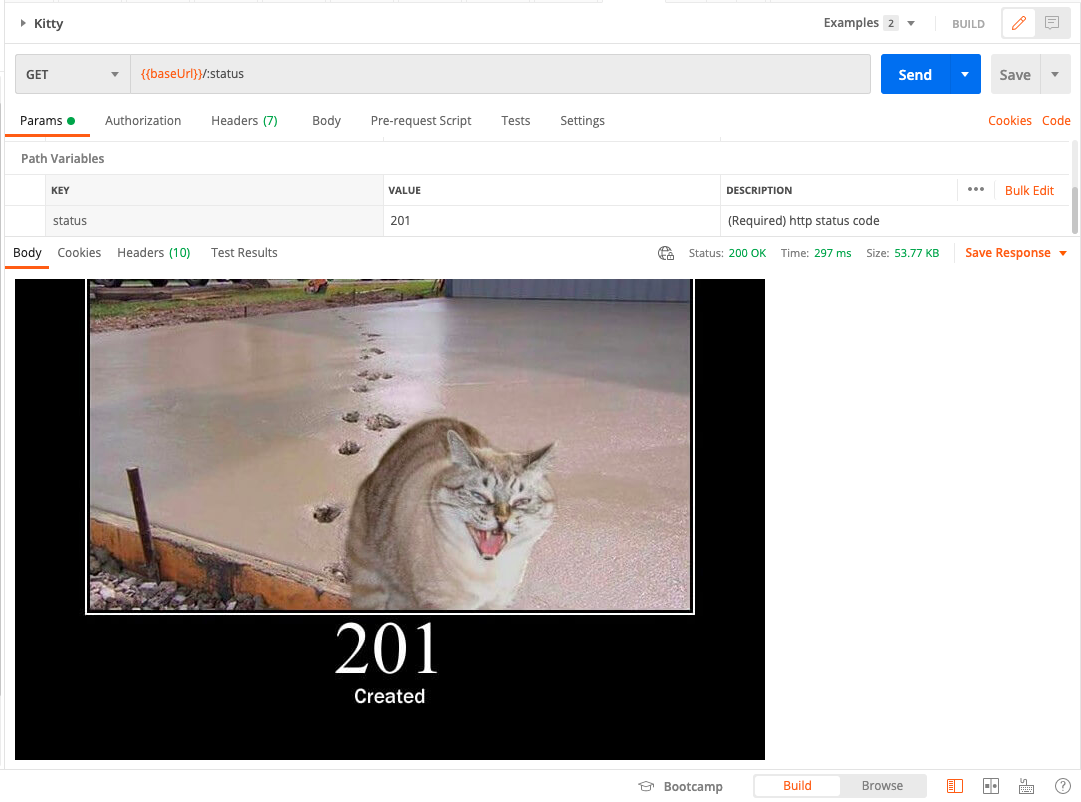 Kitty
Examples 2 BUILD
GET {{baseUrl}}/:status Send Save
Params Authorization Headers (7) Body Pre-request Script Tests Settings Cookies Code
Path Variables
KEY VALUE DESCRIPTION ••• Bulk Edit
status 201 (Required) http status code
Body Cookies Headers (10) Test Results Status: 200 OK Time: 297 ms Size: 53.77 KB Save Response
201
Created
Bootcamp Build Browse